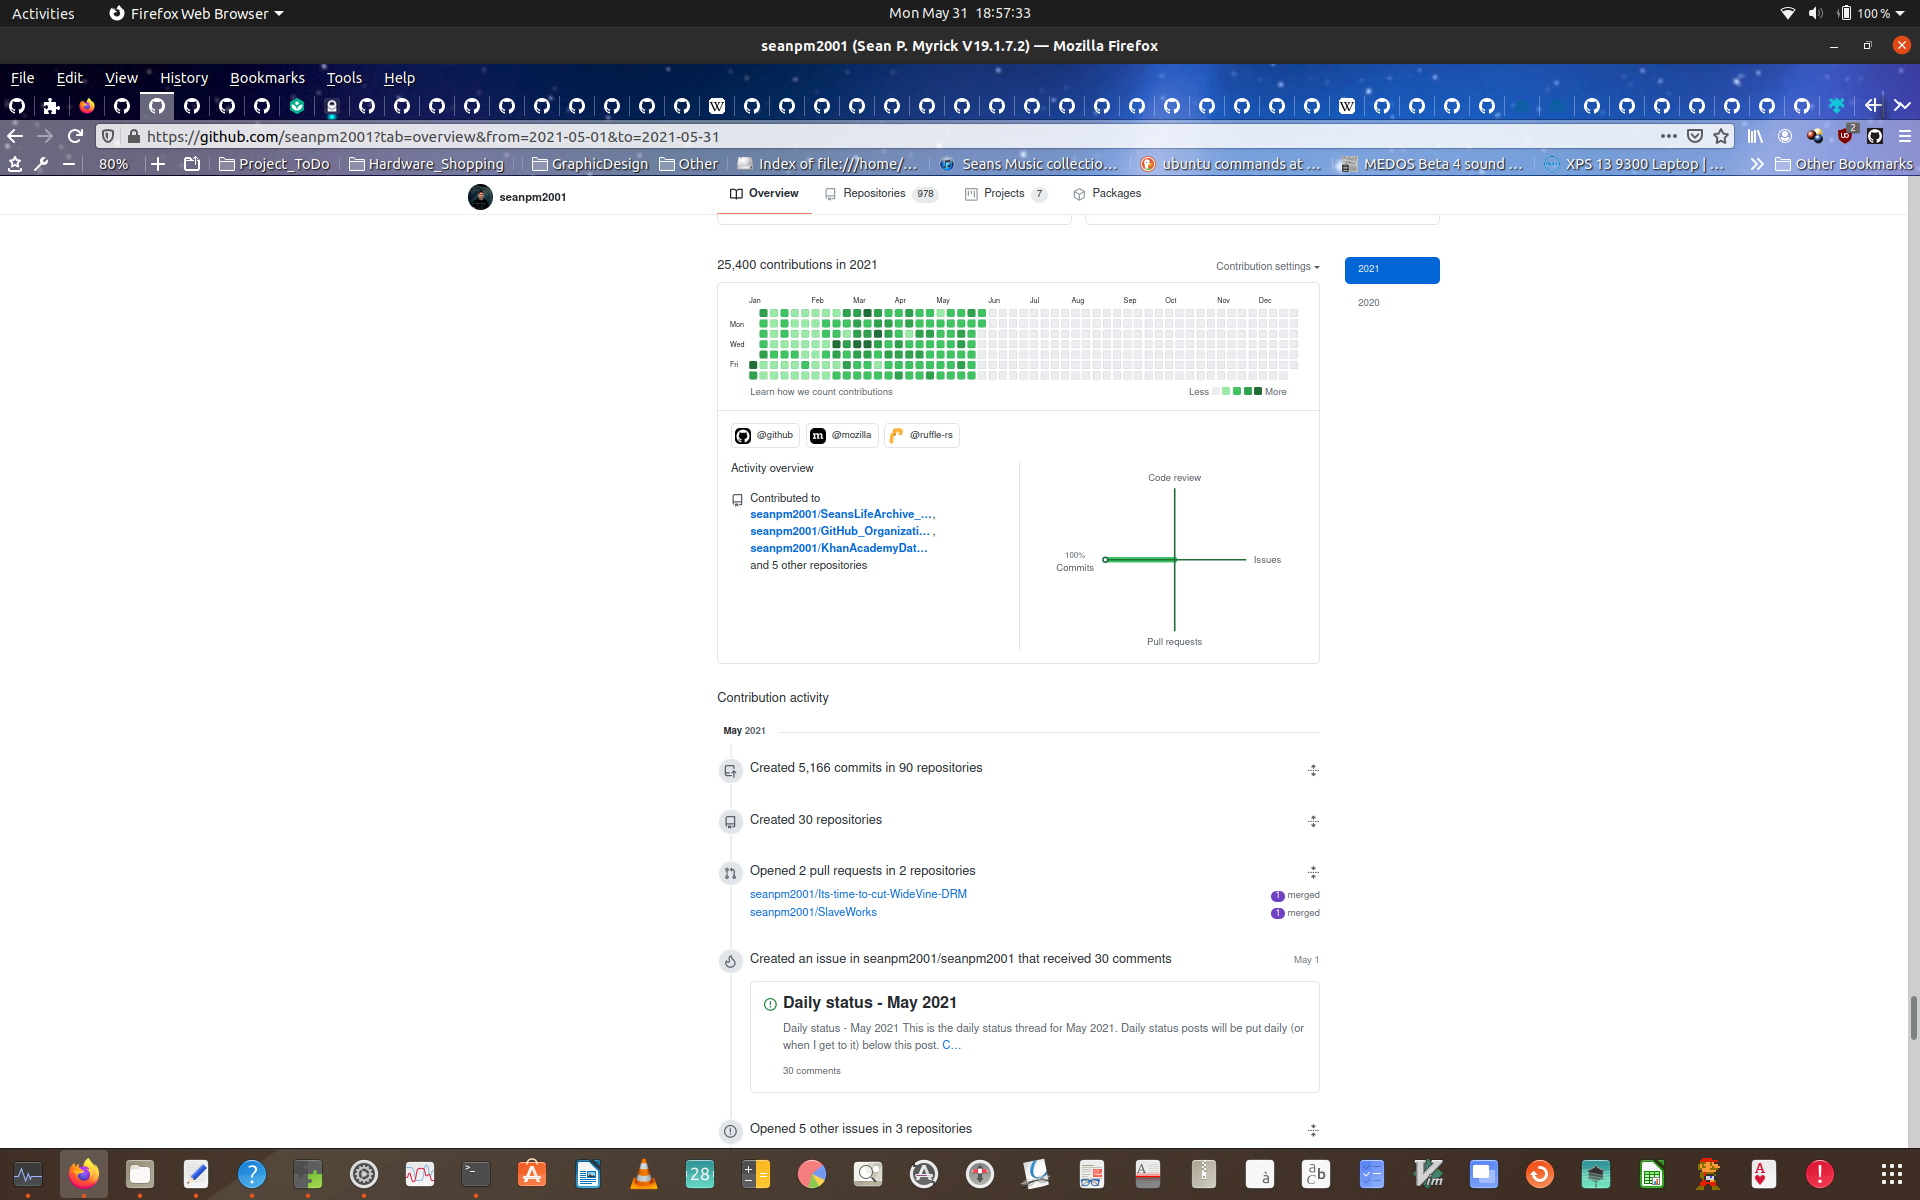 Activities
Firefox Web Browser
Mon May 31 18:57:33
100 %
seanpm2001 (Sean P. Myrick V19.1.7.2) — Mozilla Firefox
File Edit View History Bookmarks Tools Help
https://github.com/seanpm2001?tab=overview&from=2021-05-01&to=2021-05-31
2
80%
Project_ToDo
Hardware_Shopping
GraphicDesign
Other
Index of file:///home/...
Seans Music collectio...
ubuntu commands at ...
MEDOS Beta 4 sound ...
XPS 13 9300 Laptop | ...
Other Bookmarks
seanpm2001
Overview
Repositories 978
Projects 7
Packages
25,400 contributions in 2021
Contribution settings
2021
2020
Jan Feb Mar Apr May Jun Jul Aug Sep Oct Nov Dec
Mon
Wed
Fri
Learn how we count contributions
Less More
@github
@mozilla
@ruffle-rs
Activity overview
Contributed to
seanpm2001/SeansLifeArchive_...,
seanpm2001/GitHub_Organizati... ,
seanpm2001/KhanAcademyDat...
and 5 other repositories
Code review
100%
Commits
Issues
Pull requests
Contribution activity
May 2021
Created 5,166 commits in 90 repositories
Created 30 repositories
Opened 2 pull requests in 2 repositories
seanpm2001/Its-time-to-cut-WideVine-DRM
1 merged
seanpm2001/SlaveWorks
1 merged
Created an issue in seanpm2001/seanpm2001 that received 30 comments
May 1
Daily status - May 2021
Daily status - May 2021 This is the daily status thread for May 2021. Daily status posts will be put daily (or
when I get to it) below this post. C...
30 comments
Opened 5 other issues in 3 repositories
28